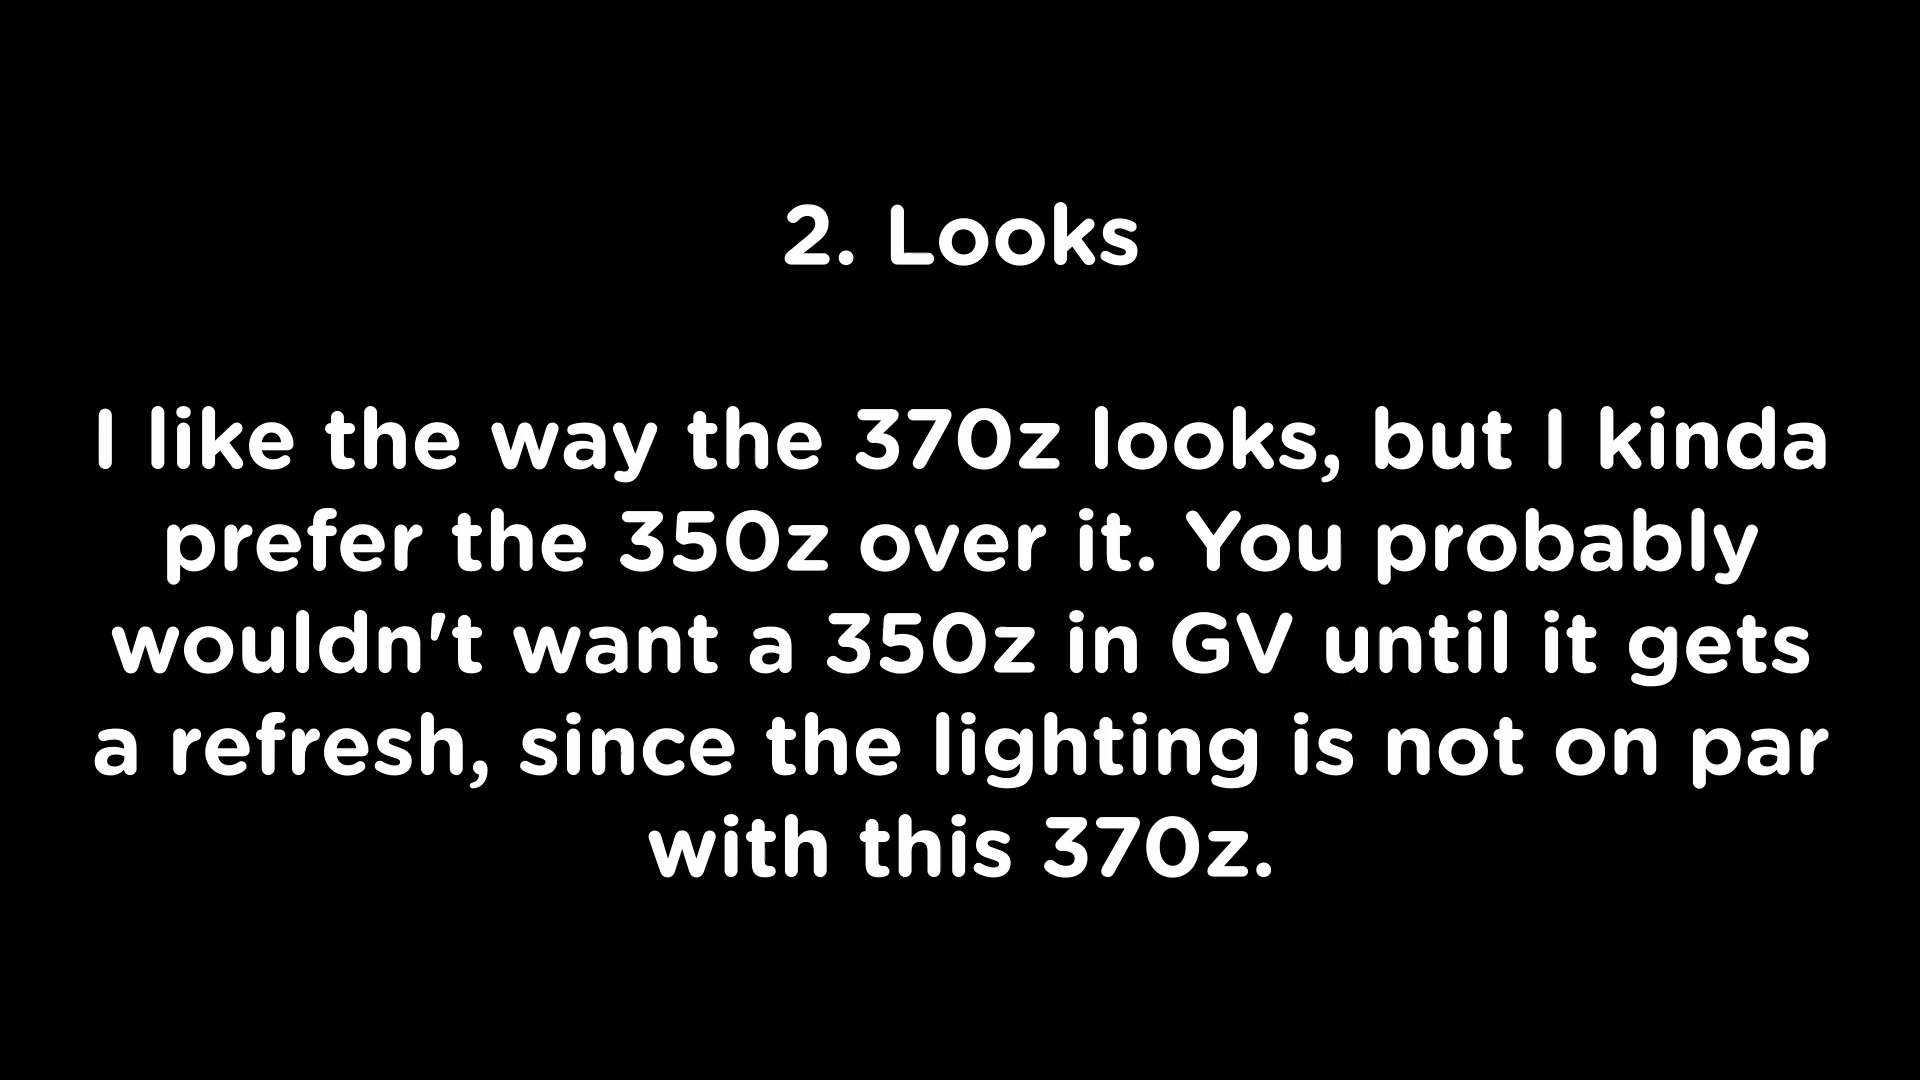 2. Looks
I like the way the 370z looks, but I kinda
prefer the 350z over it. You probably
wouldn't want a 350z in GV until it gets
a refresh, since the lighting is not on par
with this 370z.